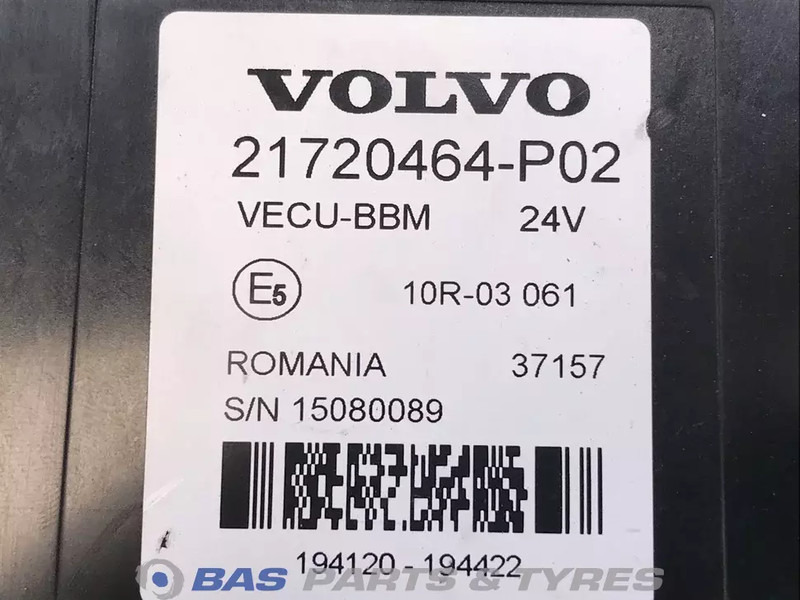 VOLVO
21720464-P02
VECU-BBM 24V
E5 10R-03 061
ROMANIA 37157
S/N 15080089
194120 - 194422
BAS PARTS & TYRES